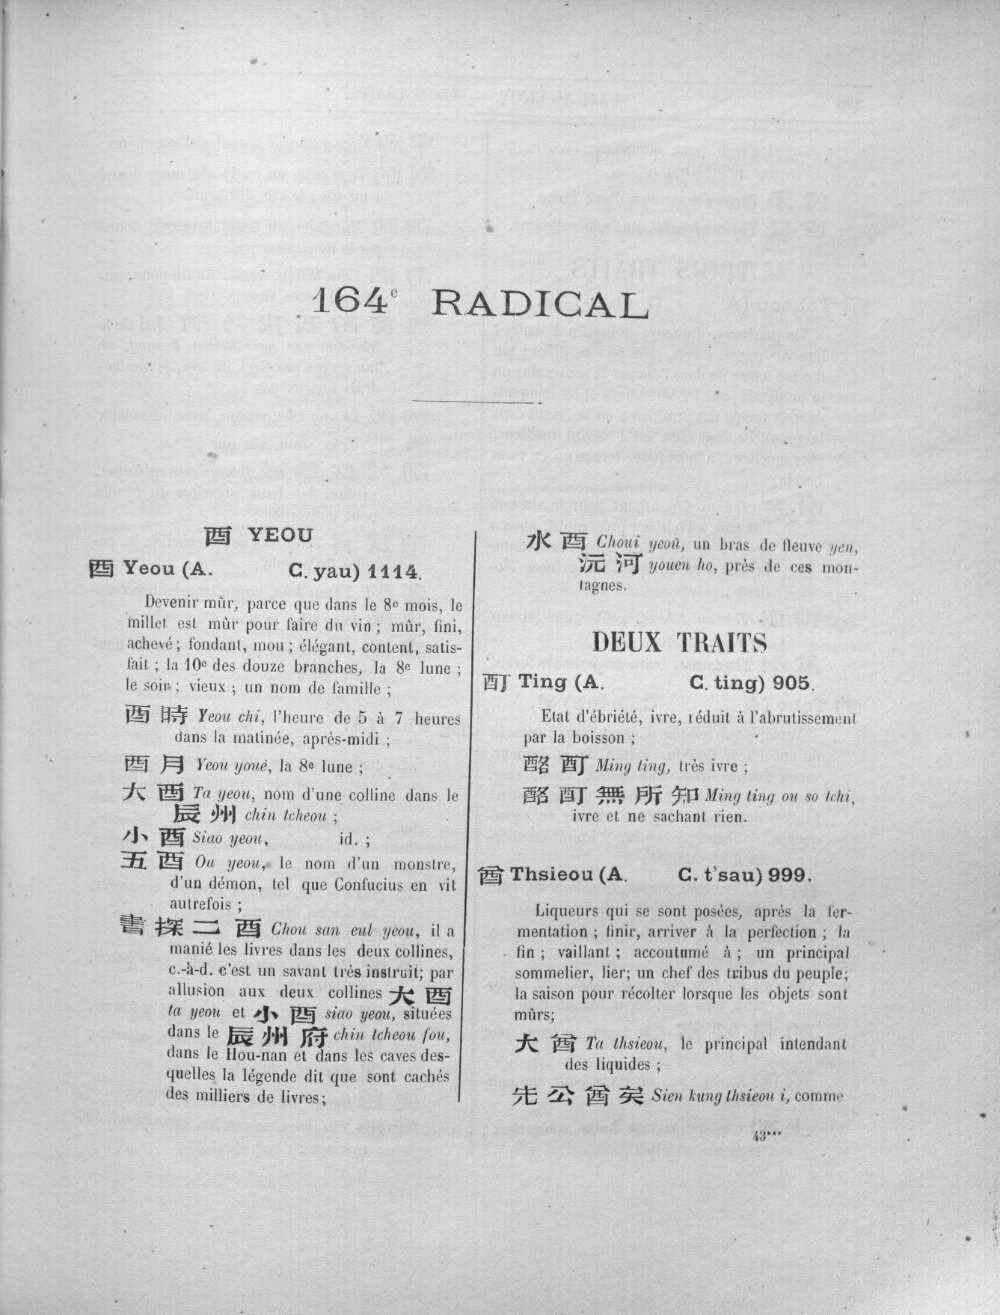 164e RADICAL
酉 YEOU
酉 Yeou (A. C. yau) 1114.
Devenir mûr, parce que dans le 8e mois, le
millet est mûr pour faire du vin ; mûr, fini,
achevé ; fondant, mou ; élégant, content, satis-
fait ; la 10e des douze branches, la 8e lune ;
le soir ; vieux ; un nom de famille ;
酉 時 Yeou chi, l'heure de 5 à 7 heures
dans la matinée, après-midi ;
酉 月 Yeou youé, la 8e lune ;
大 酉 Ta yeou, nom d'une colline dans le
辰 州 chin tcheou ;
小 酉 Siao yeou, id. ;
五 酉 Ou yeou, le nom d'un monstre,
d'un démon, tel que Confucius en vit
autrefois ;
書 探 二 酉 Chou san eul yeou, il a
manié les livres dans les deux collines,
c.-à-d. c'est un savant très instruit; par
allusion aux deux collines 大 酉
ta yeou et 小 酉 siao yeou, situées
dans le 辰 州 府 chin tcheou fou,
dans le Hou-nan et dans les caves des-
quelles la légende dit que sont cachés
des milliers de livres;
水 酉 Choui yeoù, un bras de fleuve yen,
沅 河 youen ho, près de ces mon-
tagnes.
DEUX TRAITS
酊 Ting (A. C. ting) 905.
Etat d'ébriété, ivre, réduit à l'abrutissement
par la boisson ;
酩 酊 Ming ting, très ivre ;
酩 酊 無 所 知 Ming ting ou so tchi,
ivre et ne sachant rien.
酋 Thsieou (A. C. t'sau) 999.
Liqueurs qui se sont posées, après la fer-
mentation ; finir, arriver à la perfection ; la
fin ; vaillant ; accoutumé à ; un principal
sommelier, lier; un chef des tribus du peuple;
la saison pour récolter lorsque les objets sont
mûrs;
大 酋 Ta thsieou, le principal intendant
des liquides ;
先 公 酋 矣 Sien kung thsieou i, comme
43***